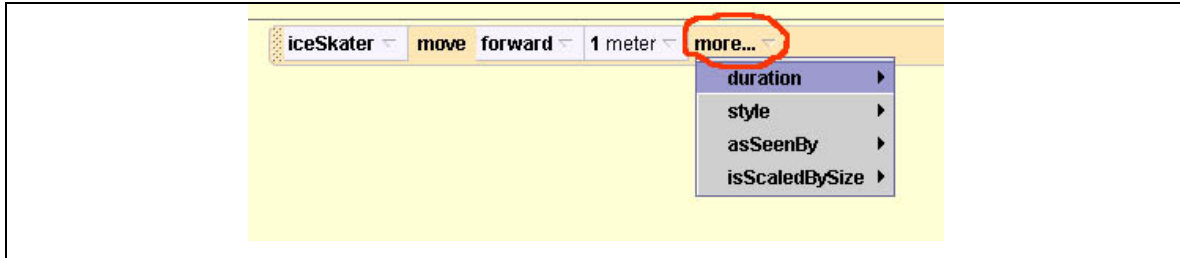 iceSkater move forward 1 meter more...
duration
style
asSeenBy
isScaledBySize